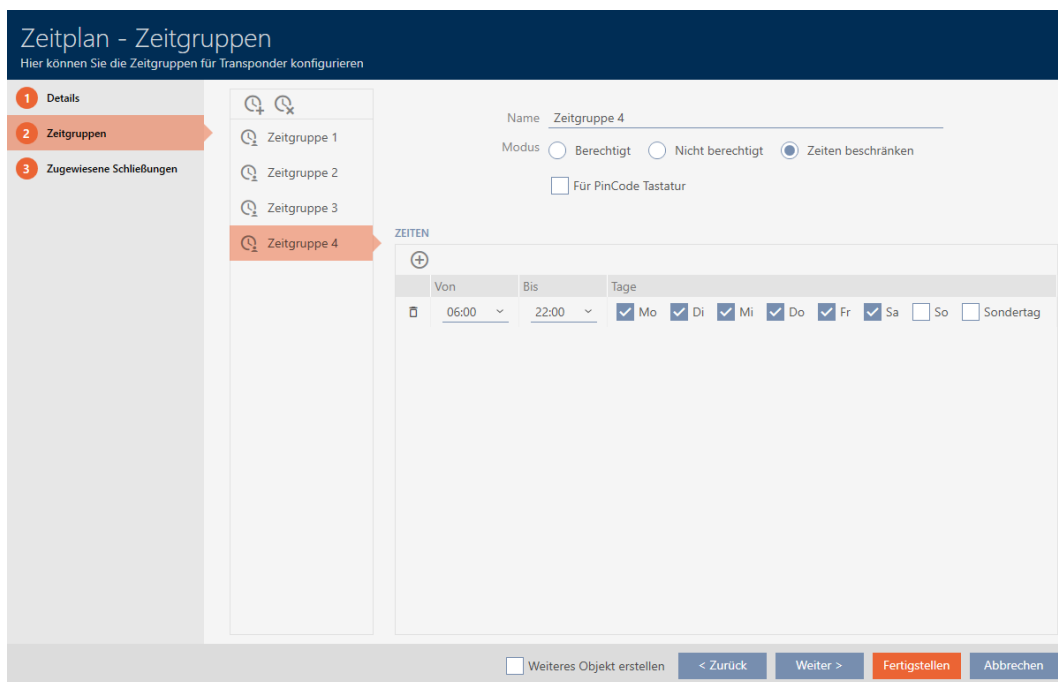 Zeitplan - Zeitgruppen
Hier können Sie die Zeitgruppen für Transponder konfigurieren
1 Details
2 Zeitgruppen
3 Zugewiesene Schließungen
Zeitgruppe 1
Zeitgruppe 2
Zeitgruppe 3
Zeitgruppe 4
Name Zeitgruppe 4
Modus Berechtigt Nicht berechtigt Zeiten beschränken
Für PinCode Tastatur
ZEITEN
Von Bis Tage
06:00 22:00 Mo Di Mi Do Fr Sa So Sondertag
Weiteres Objekt erstellen < Zurück Weiter > Fertigstellen Abbrechen